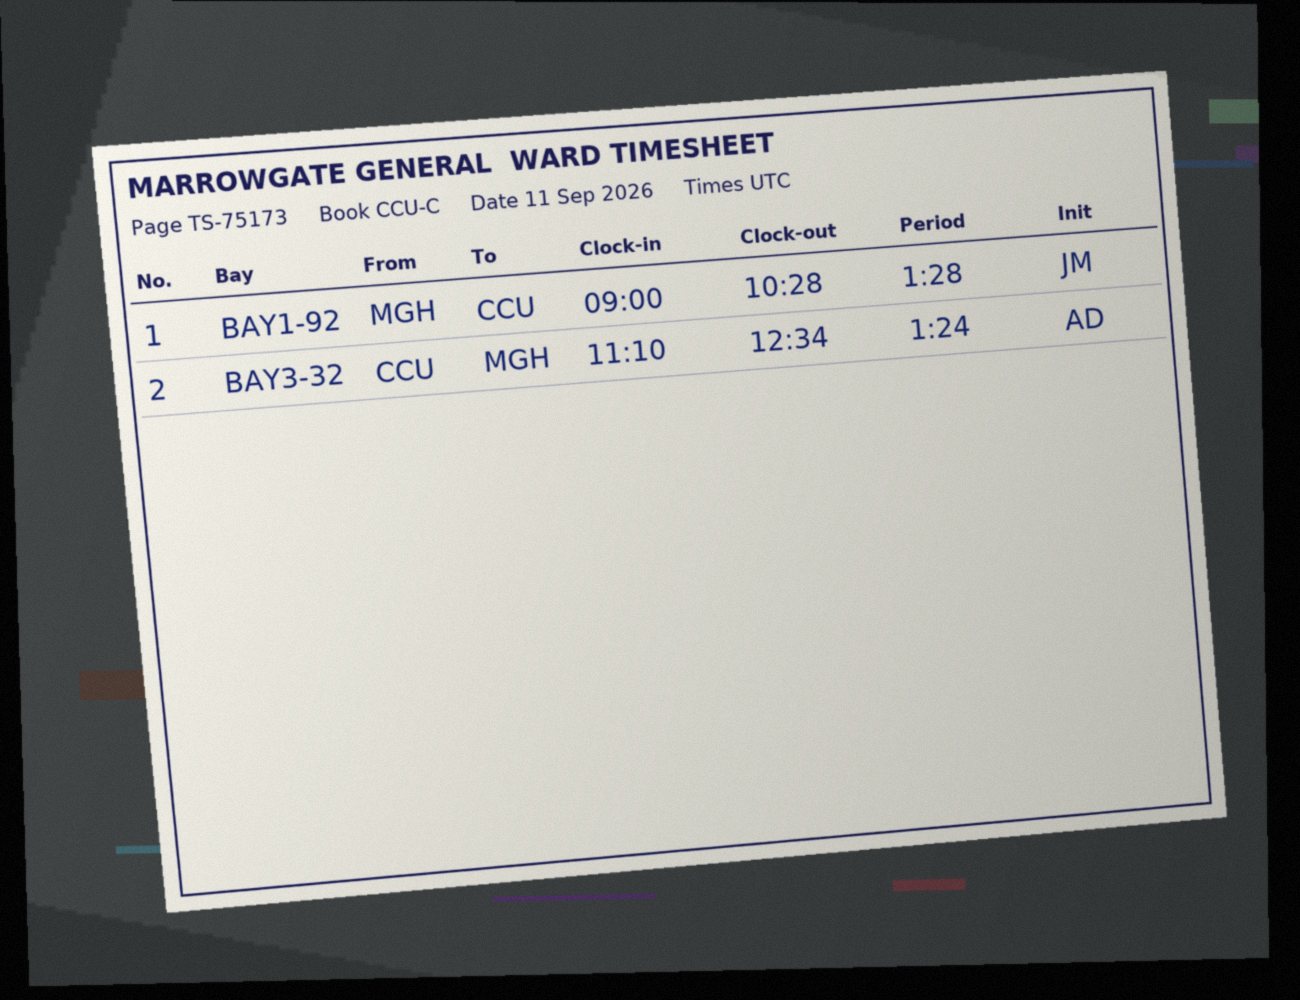 MARROWGATE GENERAL WARD TIMESHEET
Page TS-75173 Book CCU-C Date 11 Sep 2026 Times UTC
No. Bay From To Clock-in Clock-out Period Init
1 BAY1-92 MGH CCU 09:00 10:28 1:28 JM
2 BAY3-32 CCU MGH 11:10 12:34 1:24 AD